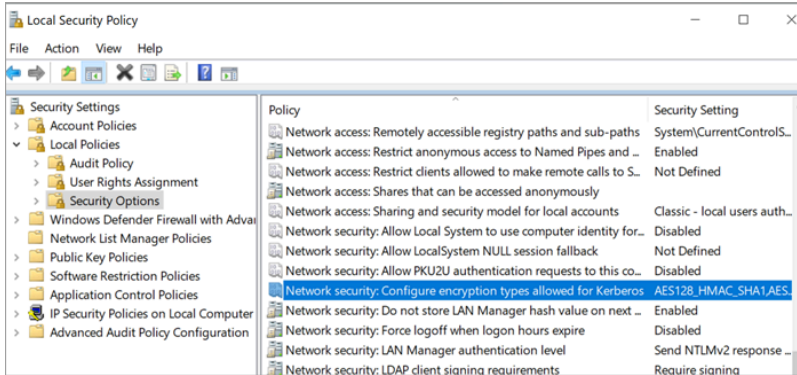 Local Security Policy
File Action View Help
Security Settings
Account Policies
Local Policies
Audit Policy
User Rights Assignment
Security Options
Windows Defender Firewall with Advan
Network List Manager Policies
Public Key Policies
Software Restriction Policies
Application Control Policies
IP Security Policies on Local Computer
Advanced Audit Policy Configuration
Policy Security Setting
Network access: Remotely accessible registry paths and sub-paths System\CurrentControlS...
Network access: Restrict anonymous access to Named Pipes and ... Enabled
Network access: Restrict clients allowed to make remote calls to S... Not Defined
Network access: Shares that can be accessed anonymously
Network access: Sharing and security model for local accounts Classic - local users auth...
Network security: Allow Local System to use computer identity for... Disabled
Network security: Allow LocalSystem NULL session fallback Not Defined
Network security: Allow PKU2U authentication requests to this co... Disabled
Network security: Configure encryption types allowed for Kerberos AES128_HMAC_SHA1,AES...
Network security: Do not store LAN Manager hash value on next ... Enabled
Network security: Force logoff when logon hours expire Disabled
Network security: LAN Manager authentication level Send NTLMv2 response ...
Network security: LDAP client signing requirements Require signing